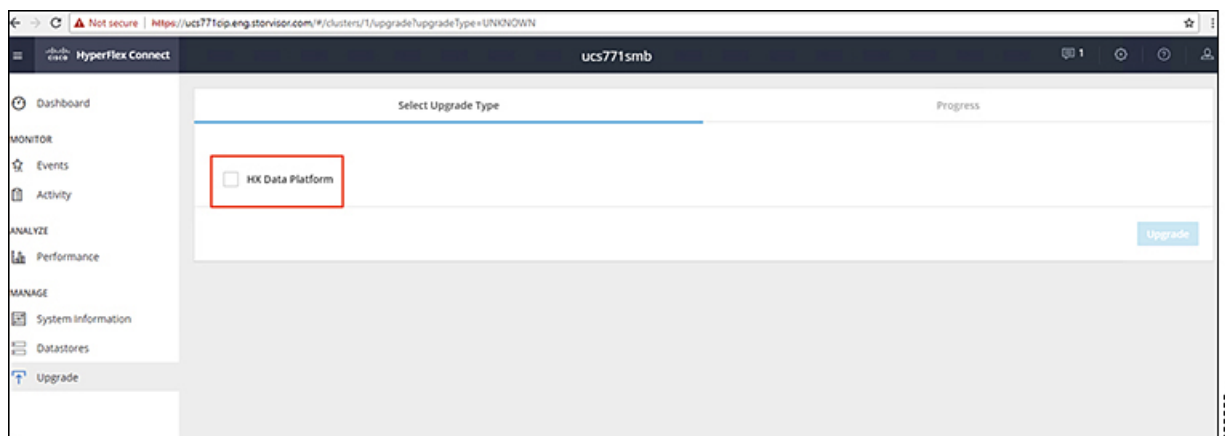 Not secure | https://ucs771cip.eng.storvisor.com/#/clusters/1/upgrade?upgradeType=UNKNOWN
cisco HyperFlex Connect
ucs771smb
1
Dashboard
Select Upgrade Type
Progress
MONITOR
Events
HX Data Platform
Activity
ANALYZE
Upgrade
Performance
MANAGE
System Information
Datastores
Upgrade